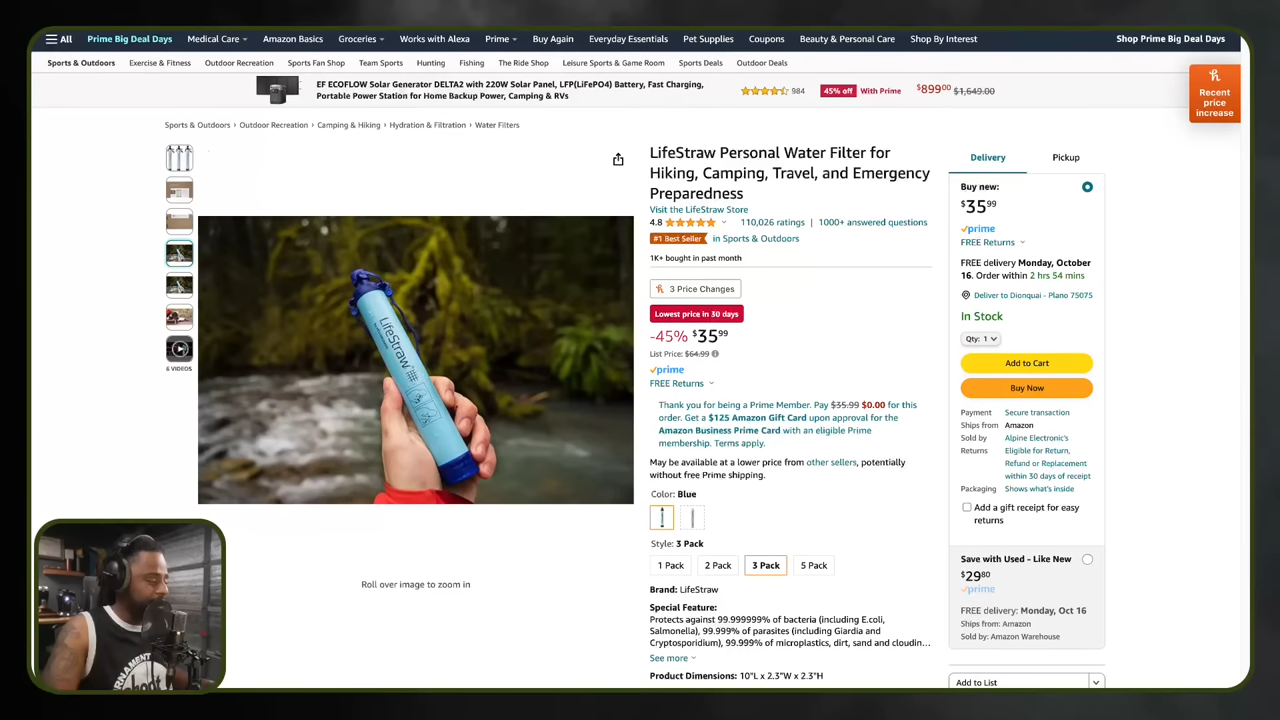 All
Prime Big Deal Days
Medical Care
Amazon Basics
Groceries
Works with Alexa
Prime
Buy Again
Everyday Essentials
Pet Supplies
Coupons
Beauty & Personal Care
Shop By Interest
Shop Prime Big Deal Days
Sports & Outdoors
Exercise & Fitness
Outdoor Recreation
Sports Fan Shop
Team Sports
Hunting
Fishing
The Ride Shop
Leisure Sports & Game Room
Sports Deals
Outdoor Deals
EF ECOFLOW Solar Generator DELTA2 with 220W Solar Panel, LFP(LiFePO4) Battery, Fast Charging,
Portable Power Station for Home Backup Power, Camping & RVs
984
45% off With Prime
$899.00 $1,649.00
Recent
price
increase
Sports & Outdoors › Outdoor Recreation › Camping & Hiking › Hydration & Filtration › Water Filters
LifeStraw
6 VIDEOS
Roll over image to zoom in
LifeStraw Personal Water Filter for
Hiking, Camping, Travel, and Emergency
Preparedness
Visit the LifeStraw Store
4.8 110,026 ratings | 1000+ answered questions
#1 Best Seller in Sports & Outdoors
1K+ bought in past month
3 Price Changes
Lowest price in 30 days
-45% $35.99
List Price: $64.99
prime
FREE Returns
Thank you for being a Prime Member. Pay $35.99 $0.00 for this
order. Get a $125 Amazon Gift Card upon approval for the
Amazon Business Prime Card with an eligible Prime
membership. Terms apply.
May be available at a lower price from other sellers, potentially
without free Prime shipping.
Color: Blue
Style: 3 Pack
1 Pack
2 Pack
3 Pack
5 Pack
Brand: LifeStraw
Special Feature:
Protects against 99.999999% of bacteria (including E.coli,
Salmonella), 99.999% of parasites (including Giardia and
Cryptosporidium), 99.999% of microplastics, dirt, sand and cloudin...
See more
Product Dimensions: 10"L x 2.3"W x 2.3"H
Delivery
Pickup
Buy new:
$35.99
prime
FREE Returns
FREE delivery Monday, October
16. Order within 2 hrs 54 mins
Deliver to Dionquai - Plano 75075
In Stock
Qty: 1
Add to Cart
Buy Now
Payment Secure transaction
Ships from Amazon
Sold by Alpine Electronic's
Returns Eligible for Return,
Refund or Replacement
within 30 days of receipt
Packaging Shows what's inside
Add a gift receipt for easy
returns
Save with Used - Like New
$29.80
prime
FREE delivery: Monday, Oct 16
Ships from: Amazon
Sold by: Amazon Warehouse
Add to List